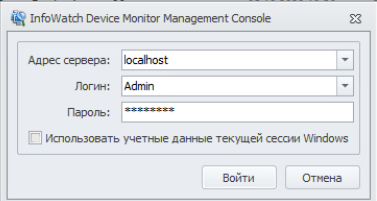 InfoWatch Device Monitor Management Console
Адрес сервера: localhost
Логин: Admin
Пароль: ********
Использовать учетные данные текущей сессии Windows
Войти Отмена